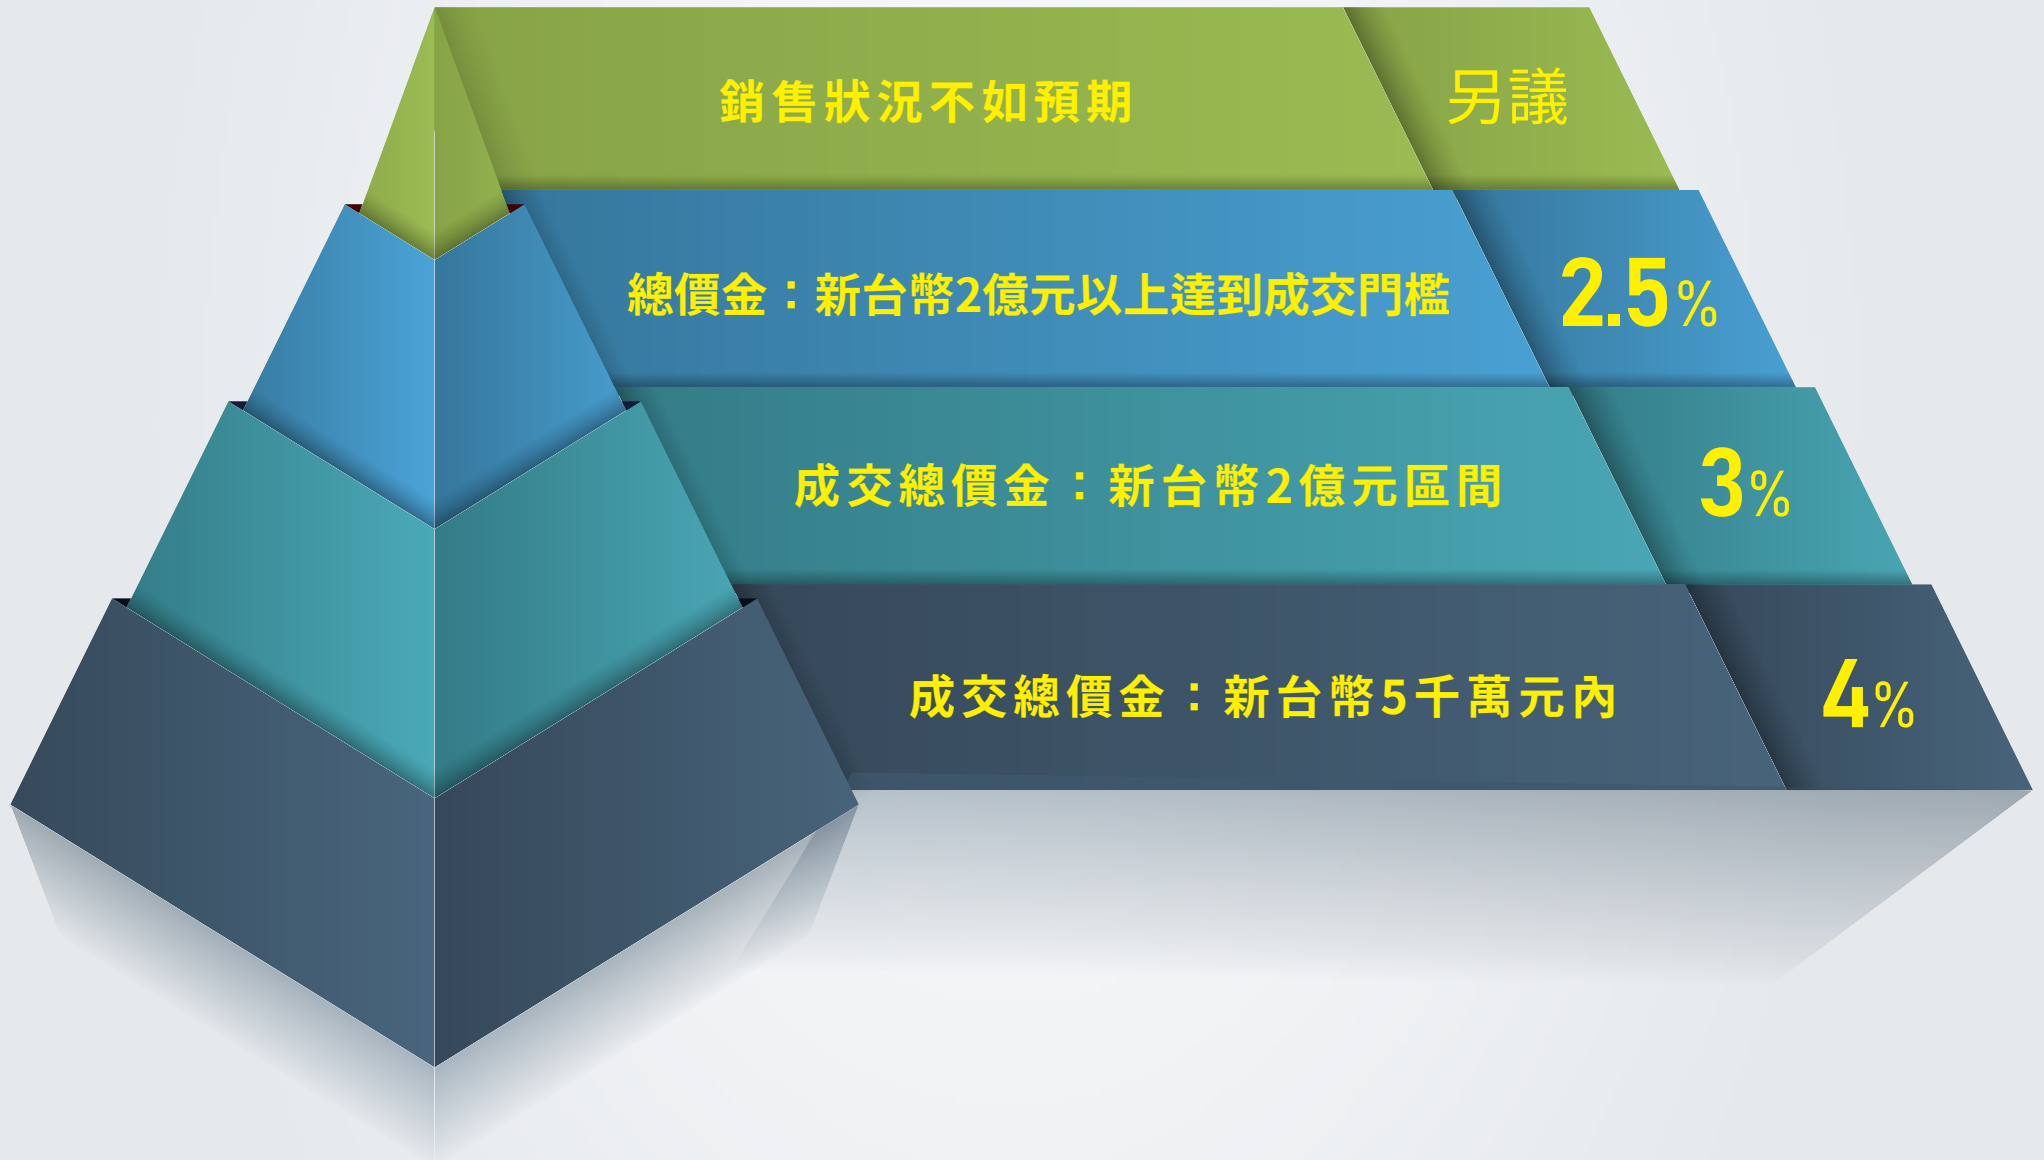 銷售狀況不如預期 另議
總價金：新台幣2億元以上達到成交門檻 2.5%
成交總價金：新台幣2億元區間 3%
成交總價金：新台幣5千萬元內 4%